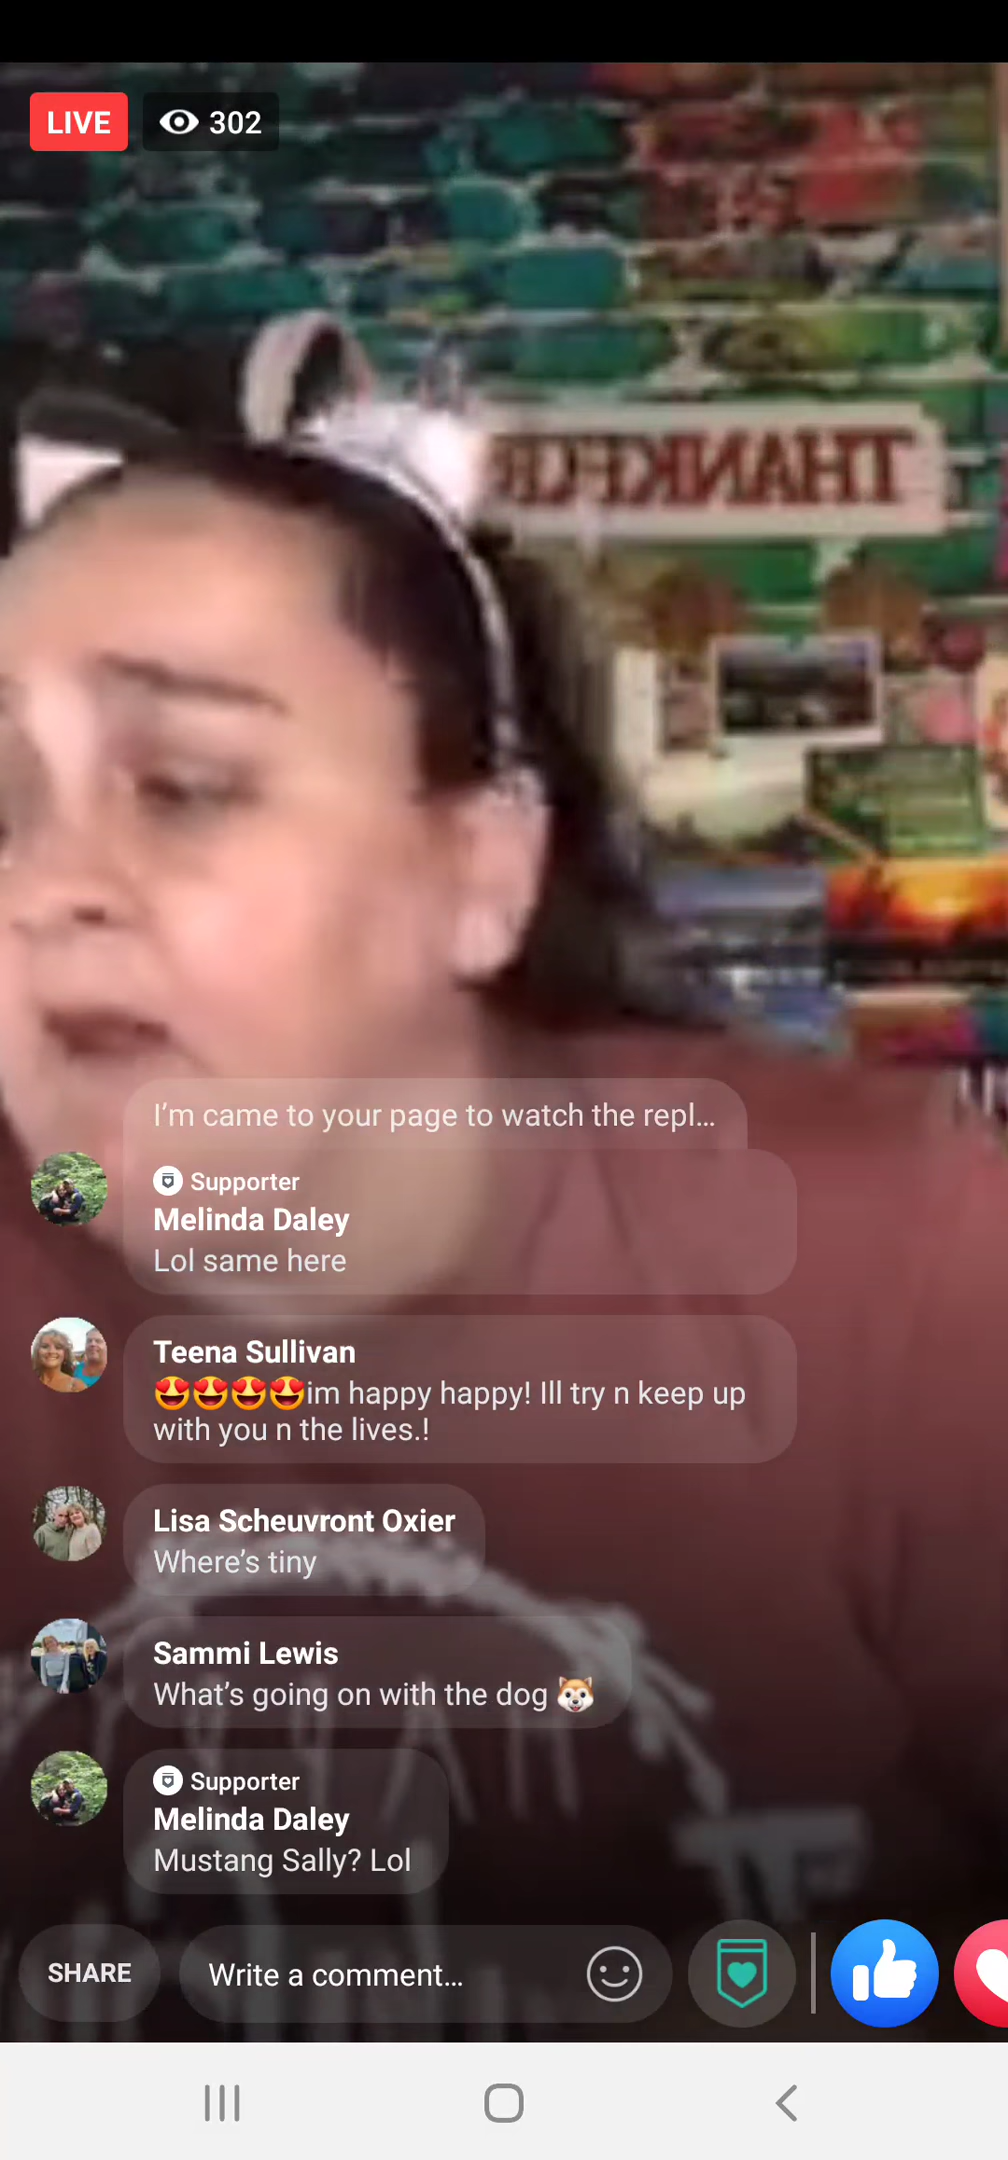 LIVE 302
THANKFUL
I'm came to your page to watch the repl...
Supporter
Melinda Daley
Lol same here
Teena Sullivan
😍😍😍😍im happy happy! Ill try n keep up
with you n the lives.!
Lisa Scheuvront Oxier
Where's tiny
Sammi Lewis
What's going on with the dog 🐶
Supporter
Melinda Daley
Mustang Sally? Lol
SHARE Write a comment...